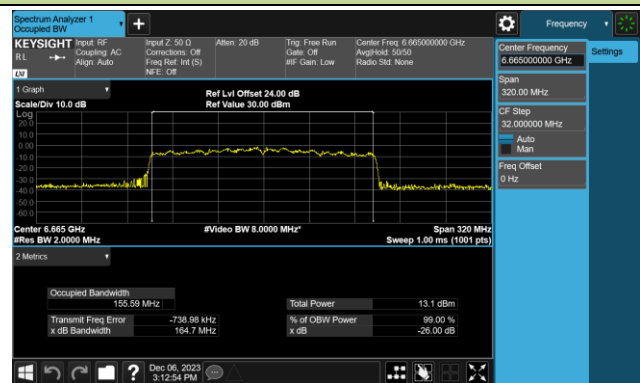 Spectrum Analyzer 1
Occupied BW
Frequency
KEYSIGHT
RL
LXI
Input: RF
Coupling: AC
Align: Auto
Input Z: 50 Ω
Corrections: Off
Freq Ref: Int (S)
NFE: Off
Atten: 20 dB
Trig: Free Run
Gate: Off
#IF Gain: Low
Center Freq: 6.665000000 GHz
Avg|Hold: 50/50
Radio Std: None
Center Frequency
6.665000000 GHz
Settings
Span
320.00 MHz
CF Step
32.000000 MHz
Auto
Man
Freq Offset
0 Hz
1 Graph
Scale/Div 10.0 dB
Ref Lvl Offset 24.00 dB
Ref Value 30.00 dBm
Log
20.0
10.0
0.00
-10.0
-20.0
-30.0
-40.0
-50.0
-60.0
Center 6.665 GHz
#Res BW 2.0000 MHz
#Video BW 8.0000 MHz*
Span 320 MHz
Sweep 1.00 ms (1001 pts)
2 Metrics
Occupied Bandwidth
155.59 MHz
Transmit Freq Error -738.98 kHz
x dB Bandwidth 164.7 MHz
Total Power 13.1 dBm
% of OBW Power 99.00 %
x dB -26.00 dB
Dec 06, 2023
3:12:54 PM